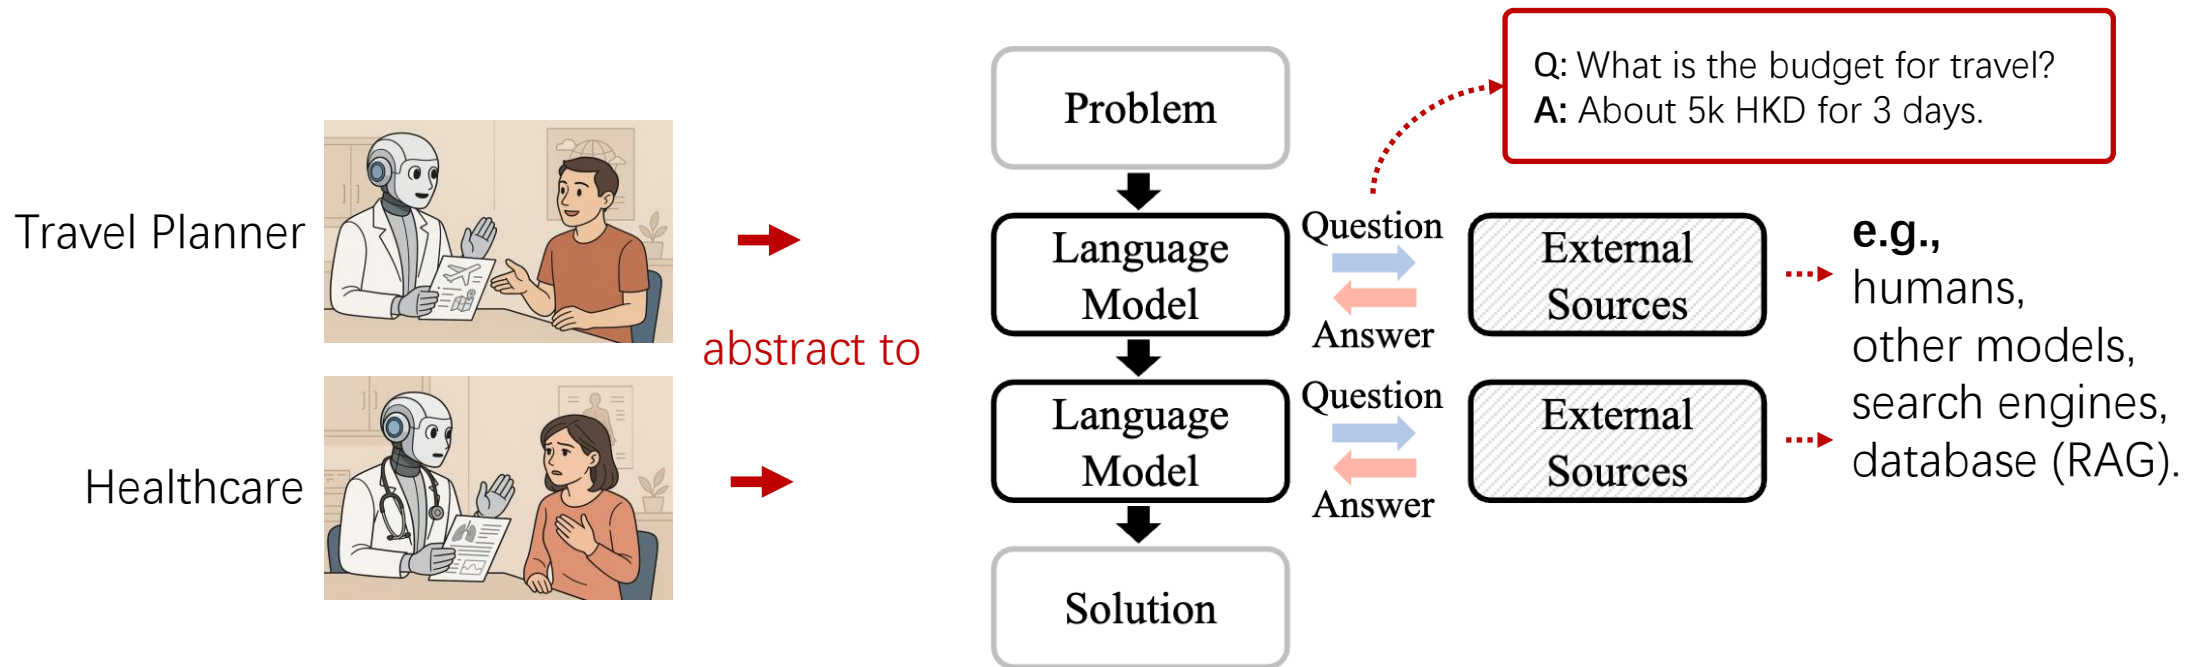 Travel Planner
Healthcare
abstract to
Problem
Language
Model
Question
Answer
External
Sources
Language
Model
Question
Answer
External
Sources
Solution
Q: What is the budget for travel?
A: About 5k HKD for 3 days.
e.g.,
humans,
other models,
search engines,
database (RAG).